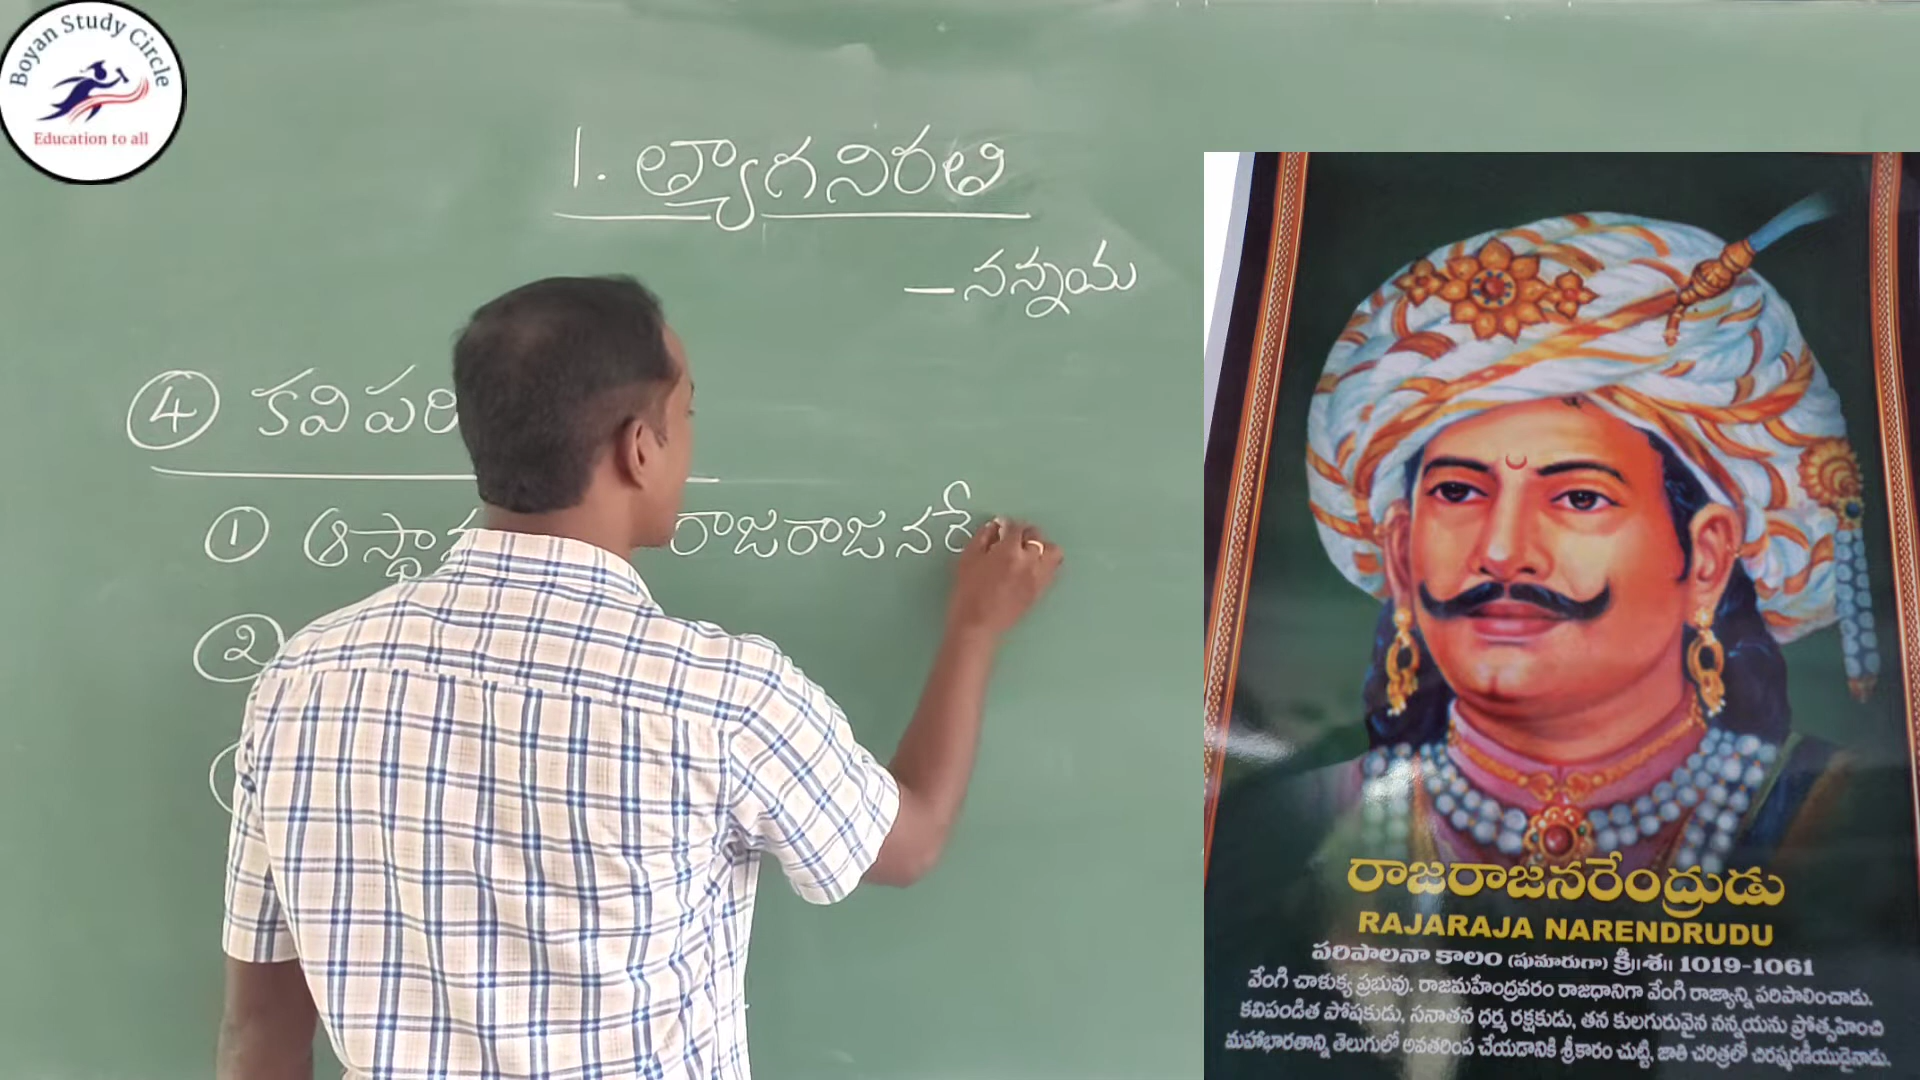 Boyan Study Circle
Education to all
1. త్యాగనిరతి
– నన్నయ
4 కవి పరి
1 ఆస్థాన రాజరాజ నరే
2
రాజరాజనరేంద్రుడు
RAJARAJA NARENDRUDU
పరిపాలనా కాలం (షుమారుగా) క్రీ॥శ॥ 1019-1061
వేంగి చాళుక్య ప్రభువు. రాజమహేంద్రవరం రాజధానిగా వేంగి రాజ్యాన్ని పరిపాలించాడు.
కవిపండిత పోషకుడు, సనాతన ధర్మ రక్షకుడు, తన కులగురువైన నన్నయను ప్రోత్సహించి
మహాభారతాన్ని తెలుగులో అవతరింప చేయడానికి శ్రీకారం చుట్టి, జాతి చరిత్రలో చిరస్మరణీయుడైనాడు.